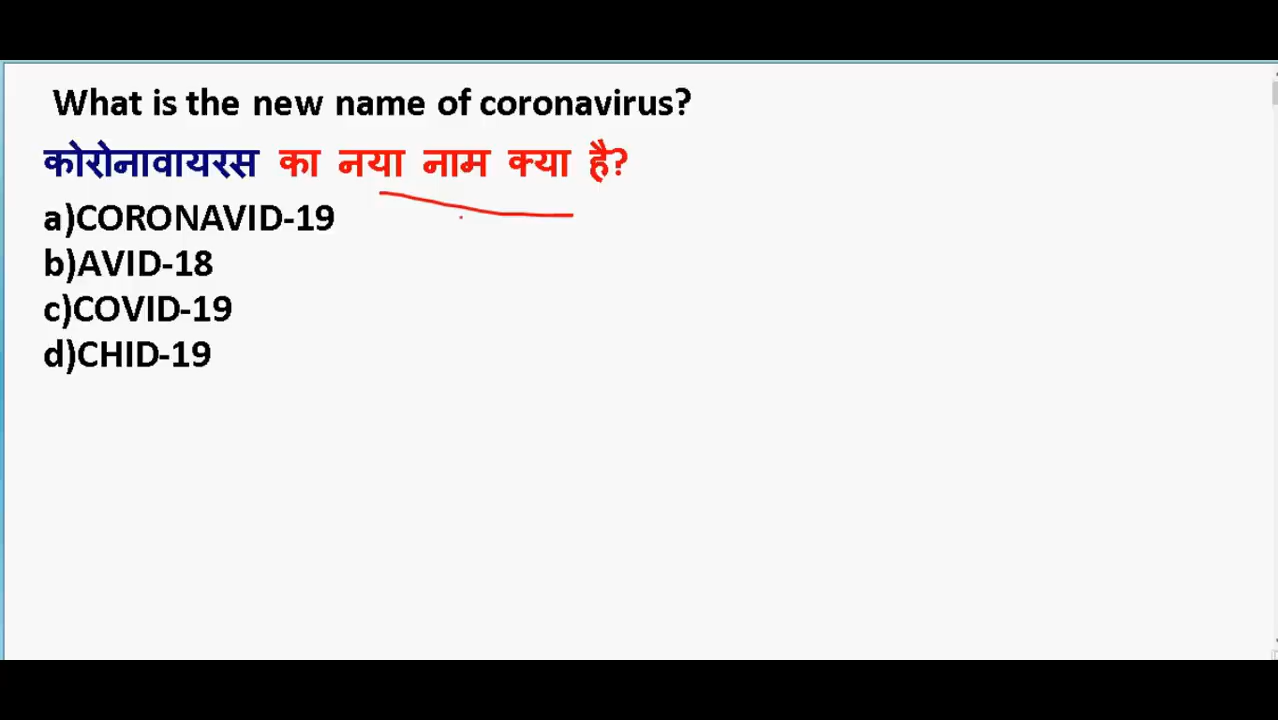 What is the new name of coronavirus?
कोरोनावायरस का नया नाम क्या है?
a)CORONAVID-19
b)AVID-18
c)COVID-19
d)CHID-19